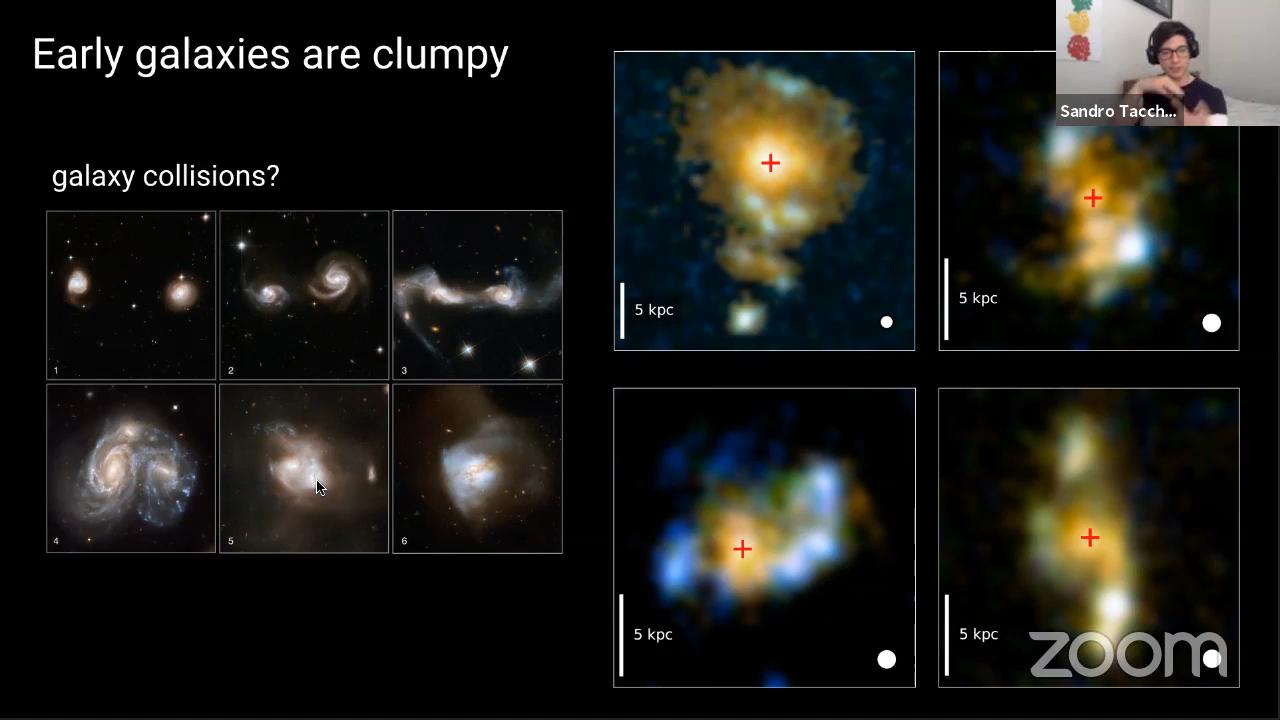 Early galaxies are clumpy
galaxy collisions?
1
2
3
4
5
6
5 kpc
5 kpc
5 kpc
5 kpc
Sandro Tacch...
zoom